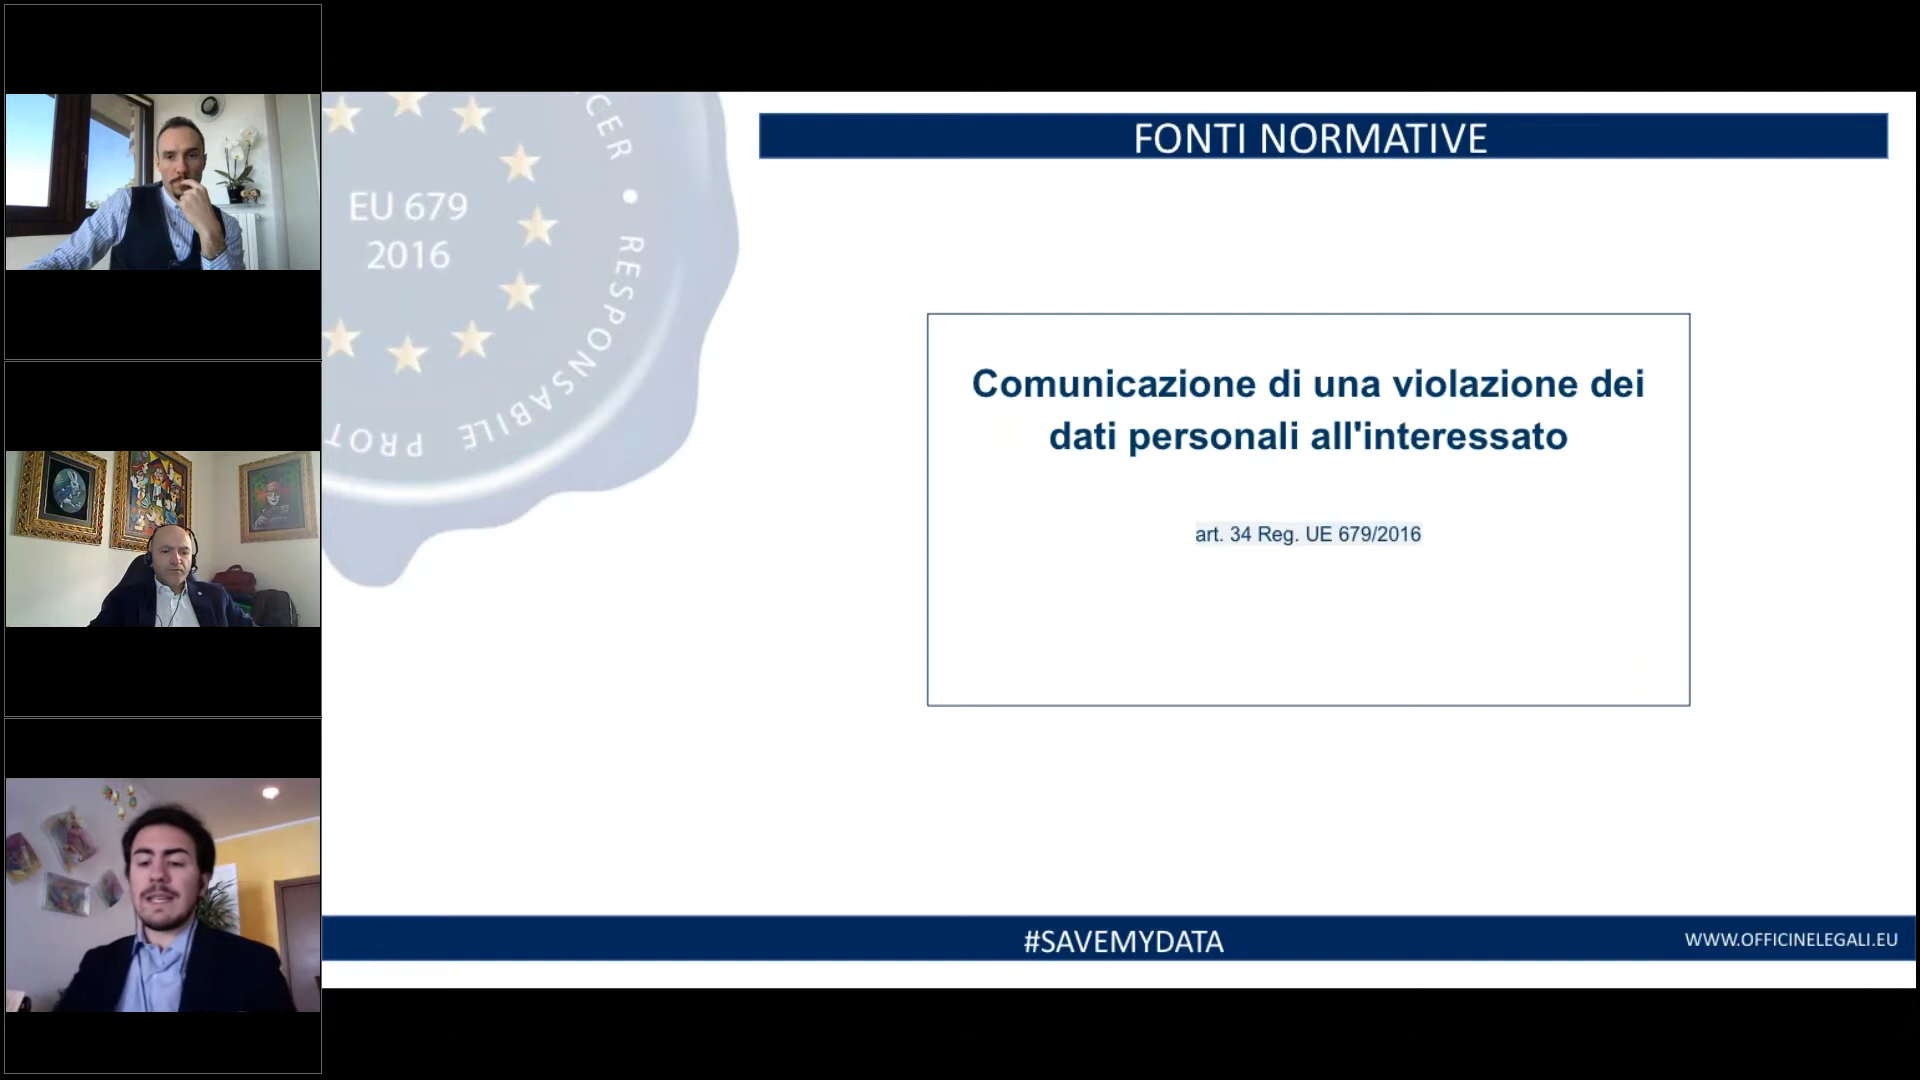 FONTI NORMATIVE
EU 679
2016
RESPONSABILE
Comunicazione di una violazione dei
dati personali all'interessato
art. 34 Reg. UE 679/2016
#SAVEMYDATA
WWW.OFFICINELEGALI.EU